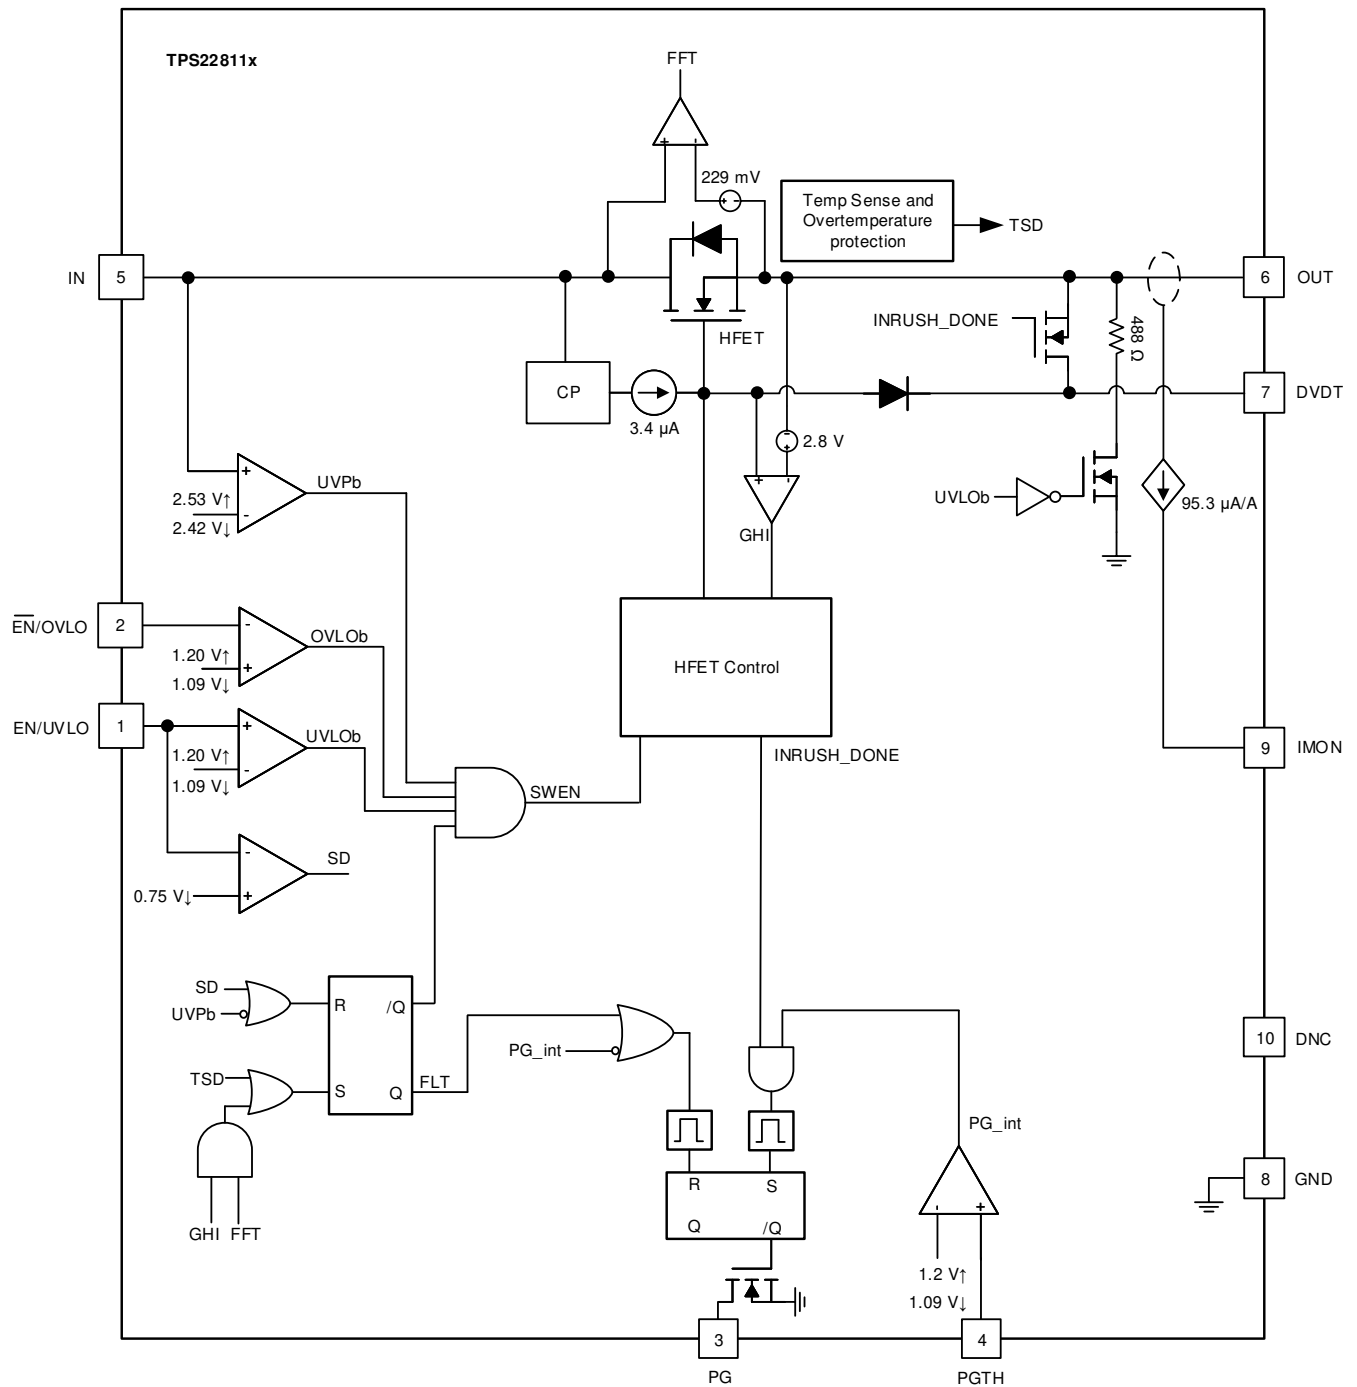 TPS22811x
FFT
229 mV
Temp Sense and
Overtemperature
protection
TSD
IN
5
6
OUT
INRUSH_DONE
HFET
488 Ω
CP
3.4 µA
7
DVDT
2.8 V
+
-
2.53 V↑
2.42 V↓
UVPb
UVLOb
95.3 µA/A
GHI
E̅N̅/OVLO
2
-
+
1.20 V↑
1.09 V↓
OVLOb
HFET Control
EN/UVLO
1
+
-
1.20 V↑
1.09 V↓
UVLOb
INRUSH_DONE
9
IMON
SWEN
-
+
SD
0.75 V↓
SD
UVPb
R
/Q
TSD
S
Q
FLT
GHI
FFT
PG_int
10
DNC
PG_int
8
GND
R
S
Q
/Q
-
+
1.2 V↑
1.09 V↓
3
PG
4
PGTH